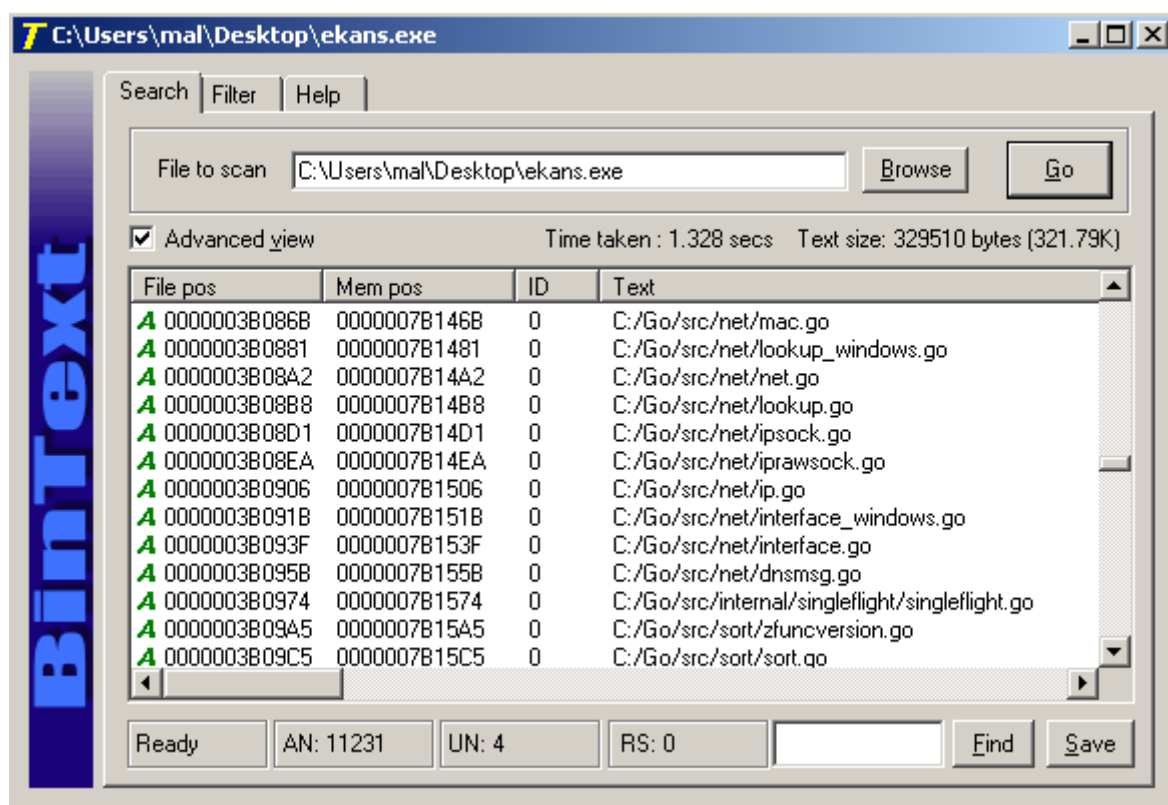 C:\Users\mal\Desktop\ekans.exe
Search Filter Help
File to scan C:\Users\mal\Desktop\ekans.exe Browse Go
Advanced view Time taken : 1.328 secs Text size: 329510 bytes (321.79K)
File pos Mem pos ID Text
A 0000003B086B 0000007B146B 0 C:/Go/src/net/mac.go
A 0000003B0881 0000007B1481 0 C:/Go/src/net/lookup_windows.go
A 0000003B08A2 0000007B14A2 0 C:/Go/src/net/net.go
A 0000003B08B8 0000007B14B8 0 C:/Go/src/net/lookup.go
A 0000003B08D1 0000007B14D1 0 C:/Go/src/net/ipsock.go
A 0000003B08EA 0000007B14EA 0 C:/Go/src/net/iprawsock.go
A 0000003B0906 0000007B1506 0 C:/Go/src/net/ip.go
A 0000003B091B 0000007B151B 0 C:/Go/src/net/interface_windows.go
A 0000003B093F 0000007B153F 0 C:/Go/src/net/interface.go
A 0000003B095B 0000007B155B 0 C:/Go/src/net/dnsmsg.go
A 0000003B0974 0000007B1574 0 C:/Go/src/internal/singleflight/singleflight.go
A 0000003B09A5 0000007B15A5 0 C:/Go/src/sort/zfuncversion.go
A 0000003B09C5 0000007B15C5 0 C:/Go/src/sort/sort.go
Ready AN: 11231 UN: 4 RS: 0 Find Save
BinText